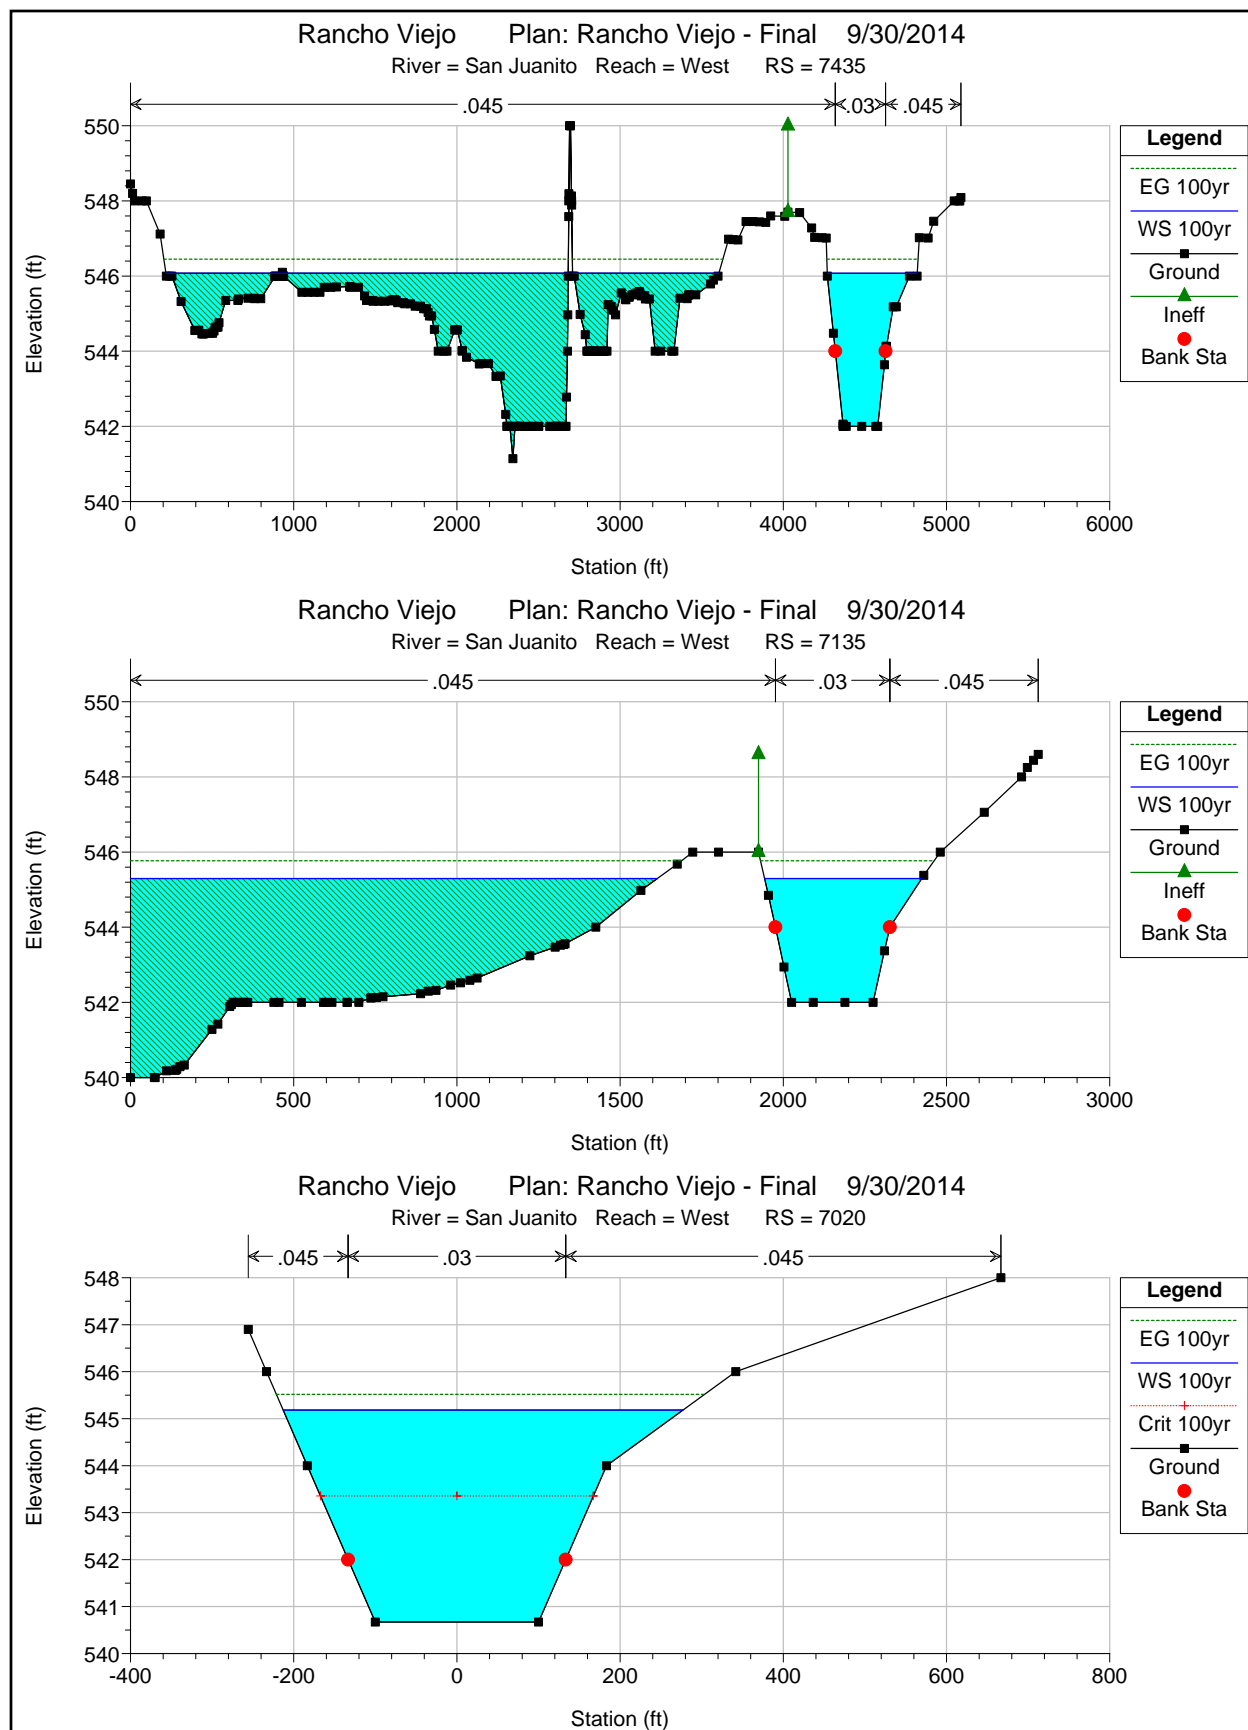 Rancho Viejo Plan: Rancho Viejo - Final 9/30/2014
River = San Juanito Reach = West RS = 7435
.045 .03 .045
550
548
546
544
542
540
Elevation (ft)
0 1000 2000 3000 4000 5000 6000
Station (ft)
Legend
EG 100yr
WS 100yr
Ground
Ineff
Bank Sta
Rancho Viejo Plan: Rancho Viejo - Final 9/30/2014
River = San Juanito Reach = West RS = 7135
.045 .03 .045
550
548
546
544
542
540
Elevation (ft)
0 500 1000 1500 2000 2500 3000
Station (ft)
Legend
EG 100yr
WS 100yr
Ground
Ineff
Bank Sta
Rancho Viejo Plan: Rancho Viejo - Final 9/30/2014
River = San Juanito Reach = West RS = 7020
.045 .03 .045
548
547
546
545
544
543
542
541
540
Elevation (ft)
-400 -200 0 200 400 600 800
Station (ft)
Legend
EG 100yr
WS 100yr
Crit 100yr
Ground
Bank Sta